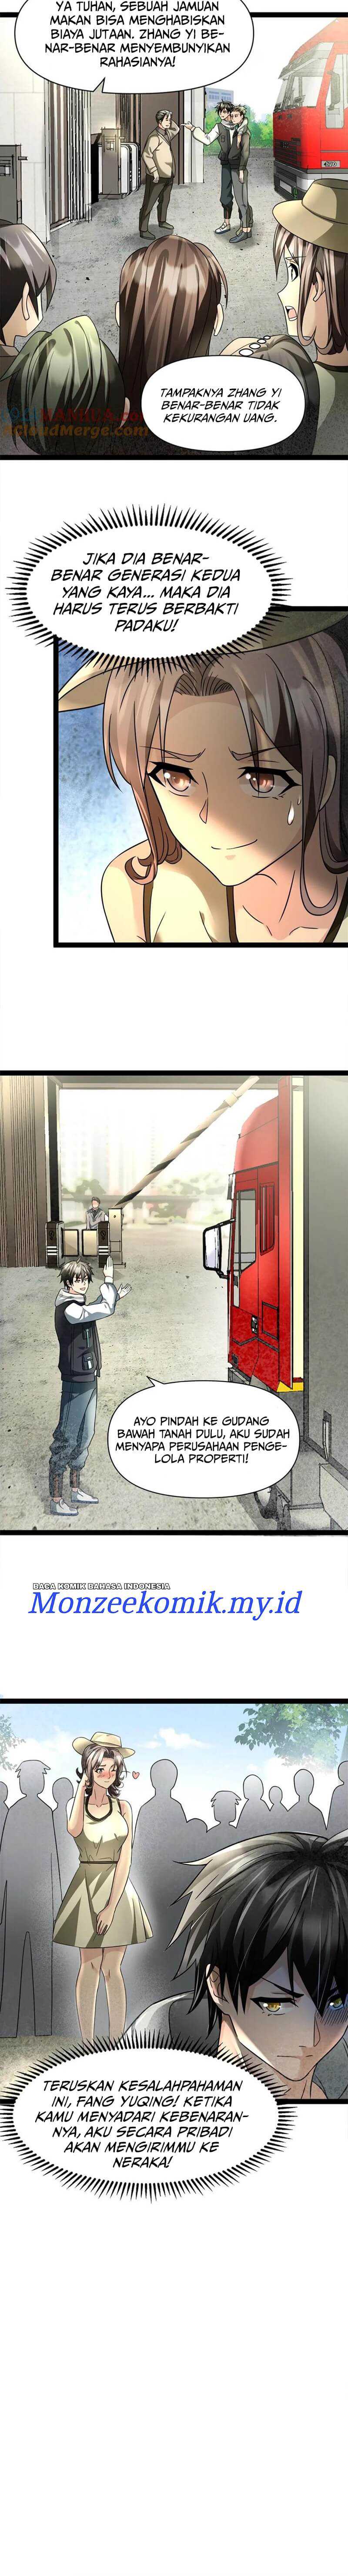 YA TUHAN, SEBUAH JAMUAN
MAKAN BISA MENGHABISKAN
BIAYA JUTAAN. ZHANG YI BE-
NAR-BENAR MENYEMBUNYIKAN
RAHASIANYA!
TAMPAKNYA ZHANG YI
BENAR-BENAR TIDAK
KEKURANGAN UANG.
JIKA DIA BENAR-
BENAR GENERASI KEDUA
YANG KAYA... MAKA DIA
HARUS TERUS BERBAKTI
PADAKU!
AYO PINDAH KE GUDANG
BAWAH TANAH DULU, AKU SUDAH
MENYAPA PERUSAHAAN PENGE-
LOLA PROPERTI!
BACA KOMIK BAHASA INDONESIA
Monzeekomik.my.id
TERUSKAN KESALAHPAHAMAN
INI, FANG YUQING! KETIKA
KAMU MENYADARI KEBENARAN-
NYA, AKU SECARA PRIBADI
AKAN MENGIRIMMU KE
NERAKA!